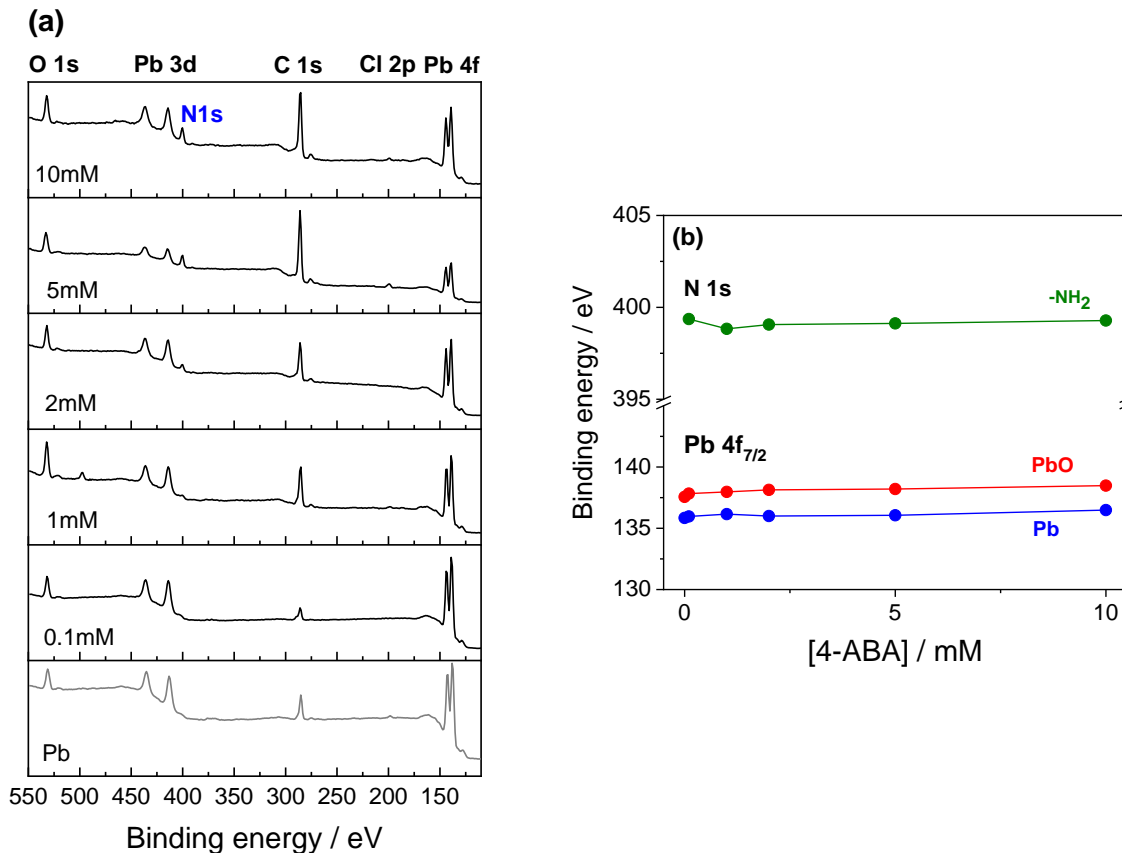 (a)
O 1s Pb 3d C 1s Cl 2p Pb 4f
N1s
10mM
5mM
2mM
1mM
0.1mM
Pb
550 500 450 400 350 300 250 200 150
Binding energy / eV
(b)
405
400
395
140
135
130
Binding energy / eV
N 1s
-NH₂
Pb 4f₇/₂
PbO
Pb
0 5 10
[4-ABA] / mM